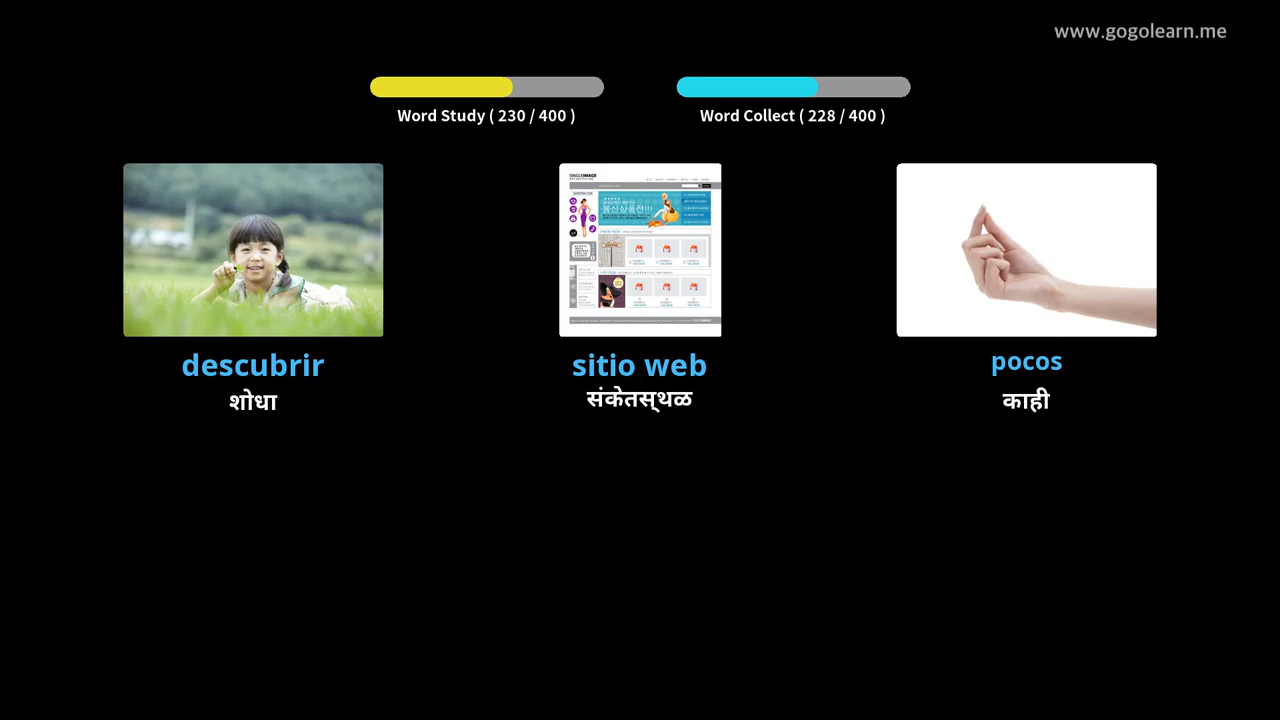 www.gogolearn.me
Word Study ( 230 / 400 )
Word Collect ( 228 / 400 )
descubrir
शोधा
sitio web
संकेतस्थळ
pocos
काही